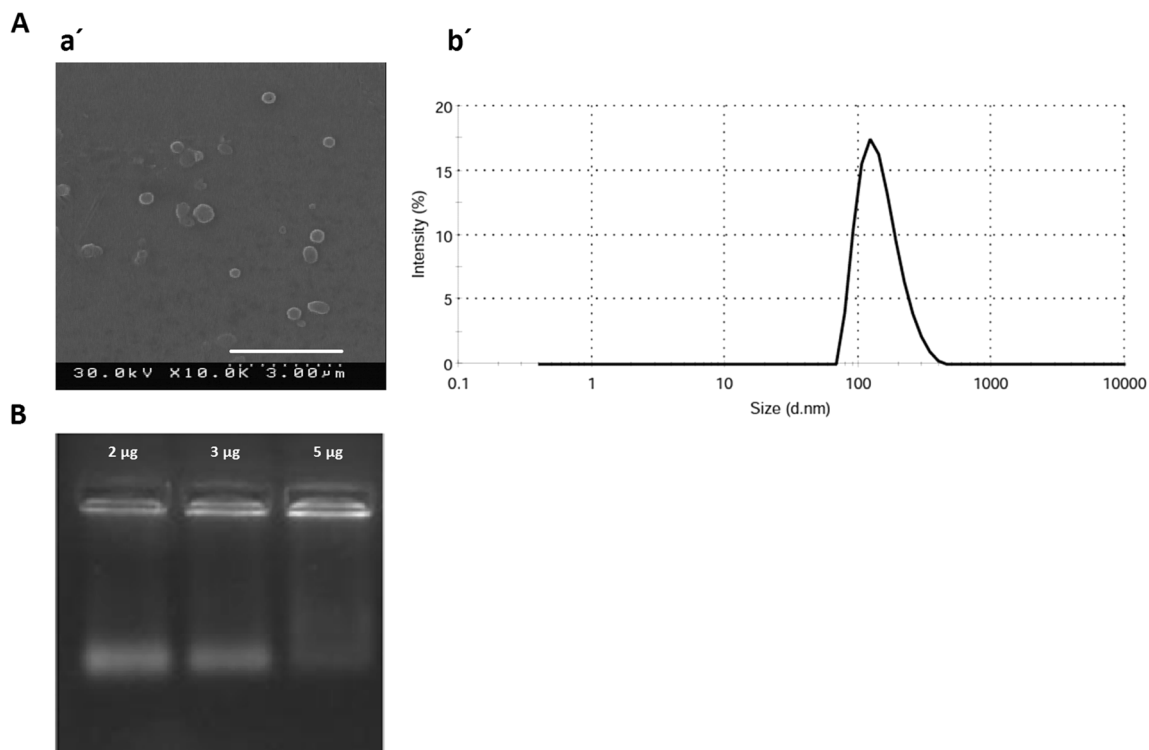 A
a´
b´
30.0kV X10.0K 3.00µm
20
15
10
5
0
Intensity (%)
0.1 1 10 100 1000 10000
Size (d.nm)
B
2 µg 3 µg 5 µg